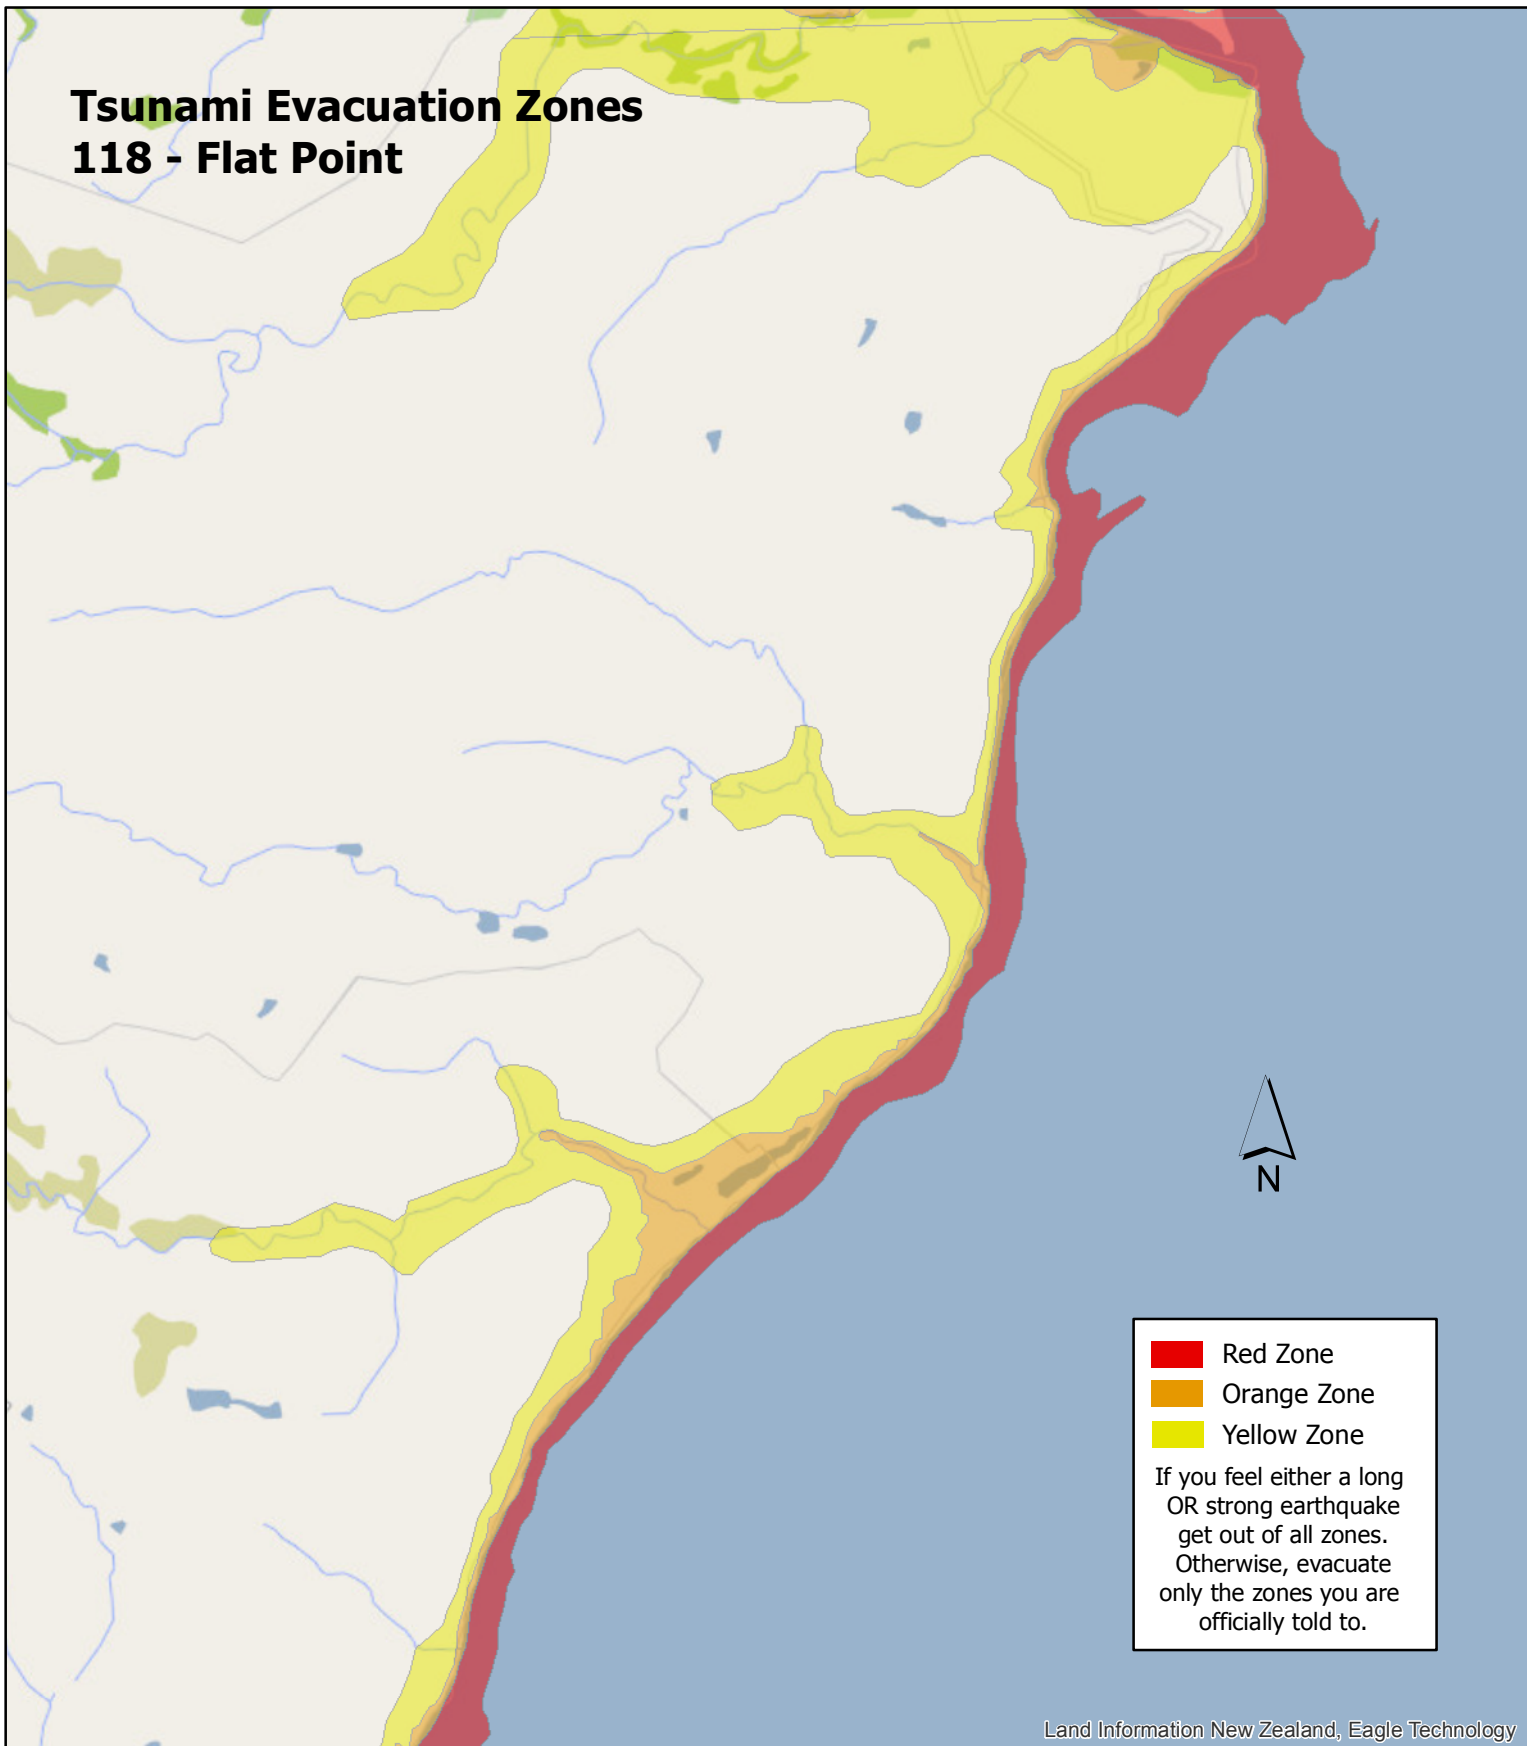 Tsunami Evacuation Zones
118 - Flat Point
N
Red Zone
Orange Zone
Yellow Zone
If you feel either a long
OR strong earthquake
get out of all zones.
Otherwise, evacuate
only the zones you are
officially told to.
Land Information New Zealand, Eagle Technology